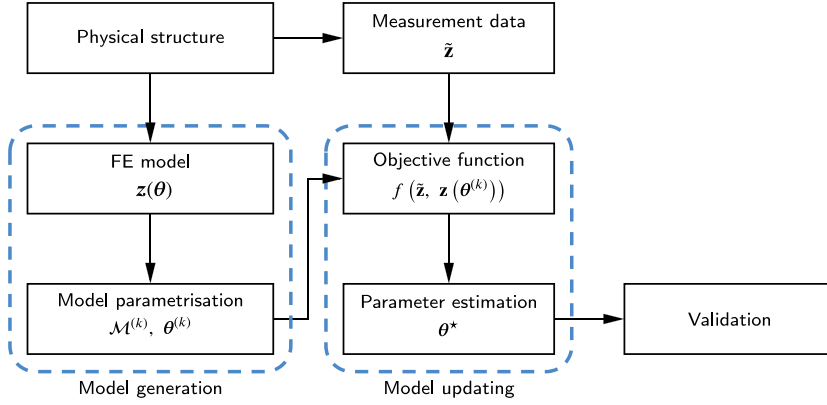 Physical structure
Measurement data
z̃
FE model
z(θ)
Objective function
f (z̃, z (θ⁽ᵏ⁾))
Model parametrisation
ℳ⁽ᵏ⁾, θ⁽ᵏ⁾
Parameter estimation
θ⋆
Validation
Model generation
Model updating